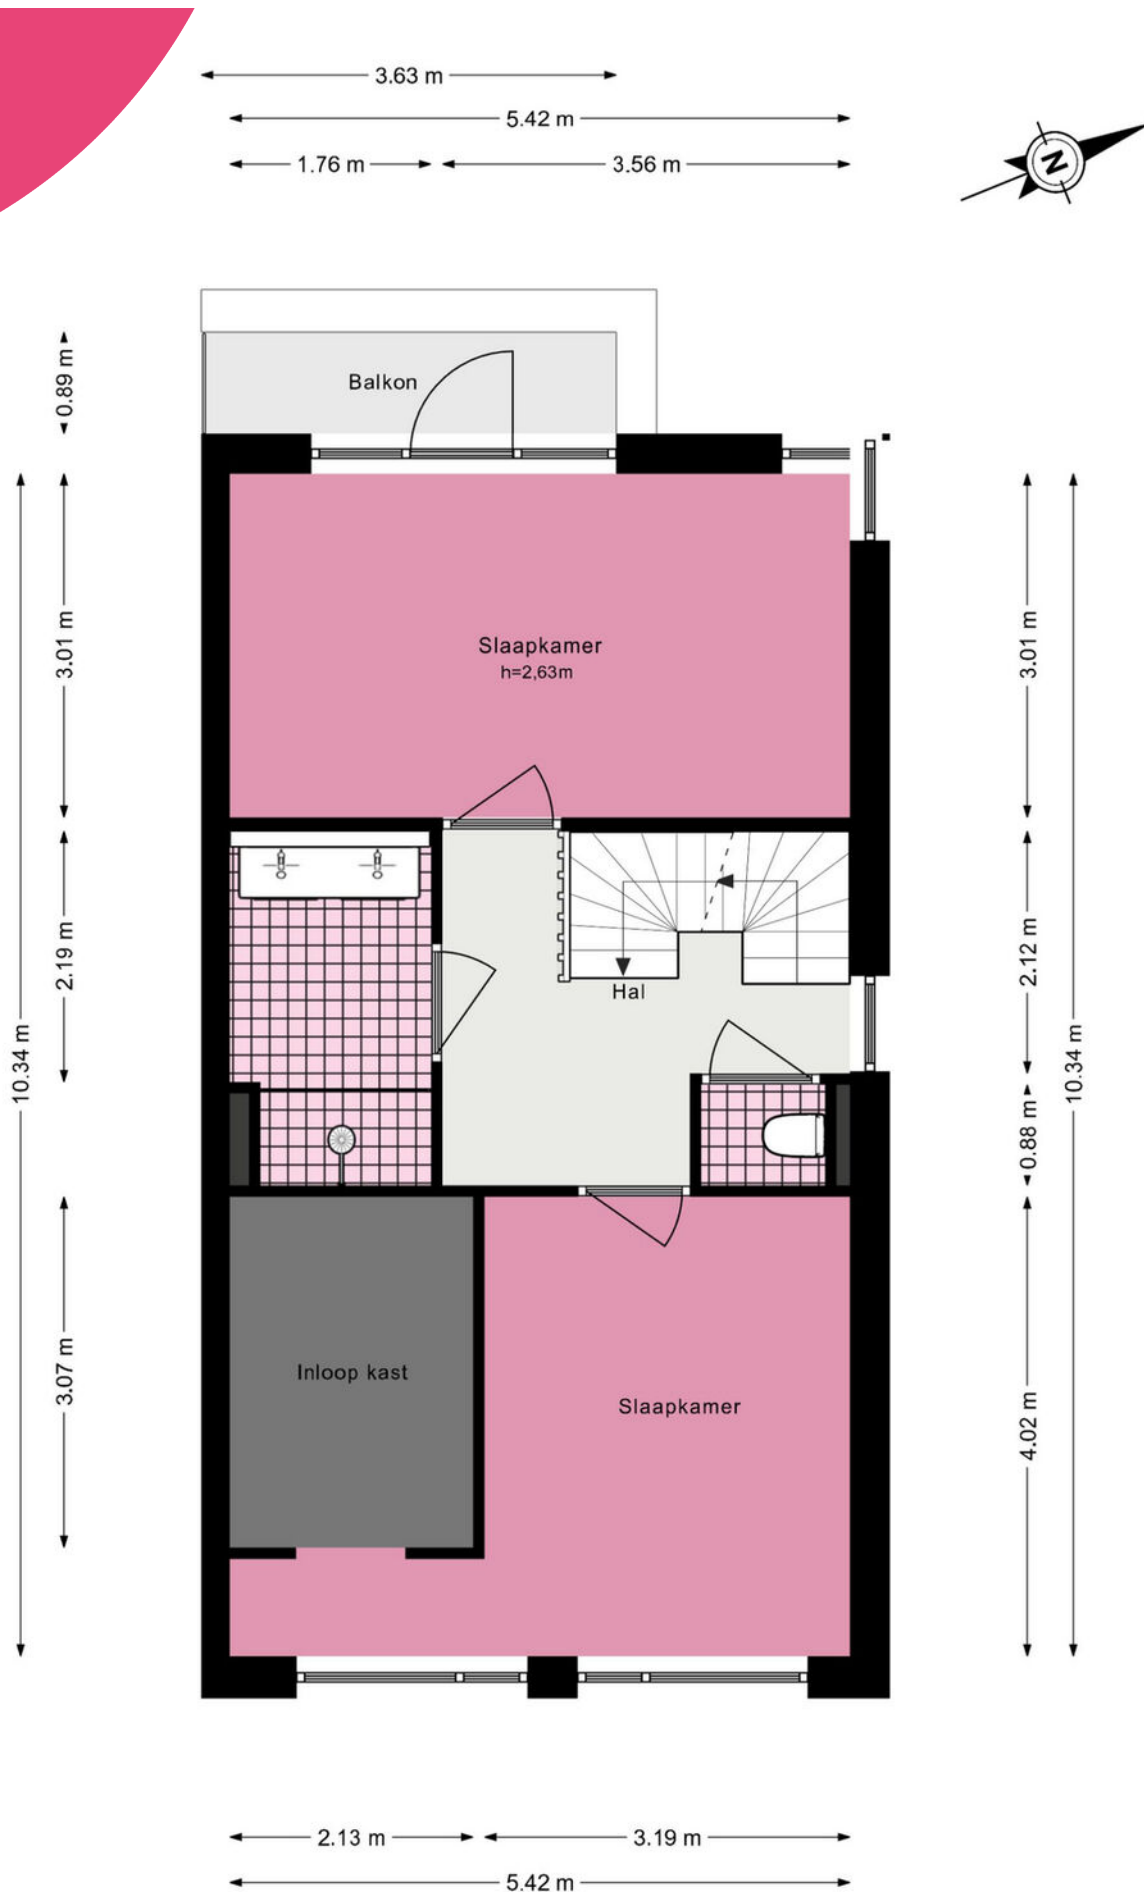 3.63 m
5.42 m
1.76 m
3.56 m
N
0.89 m
Balkon
3.01 m
3.01 m
Slaapkamer
h=2,63m
2.19 m
2.12 m
Hal
10.34 m
10.34 m
0.88 m
3.07 m
Inloop kast
Slaapkamer
4.02 m
2.13 m
3.19 m
5.42 m